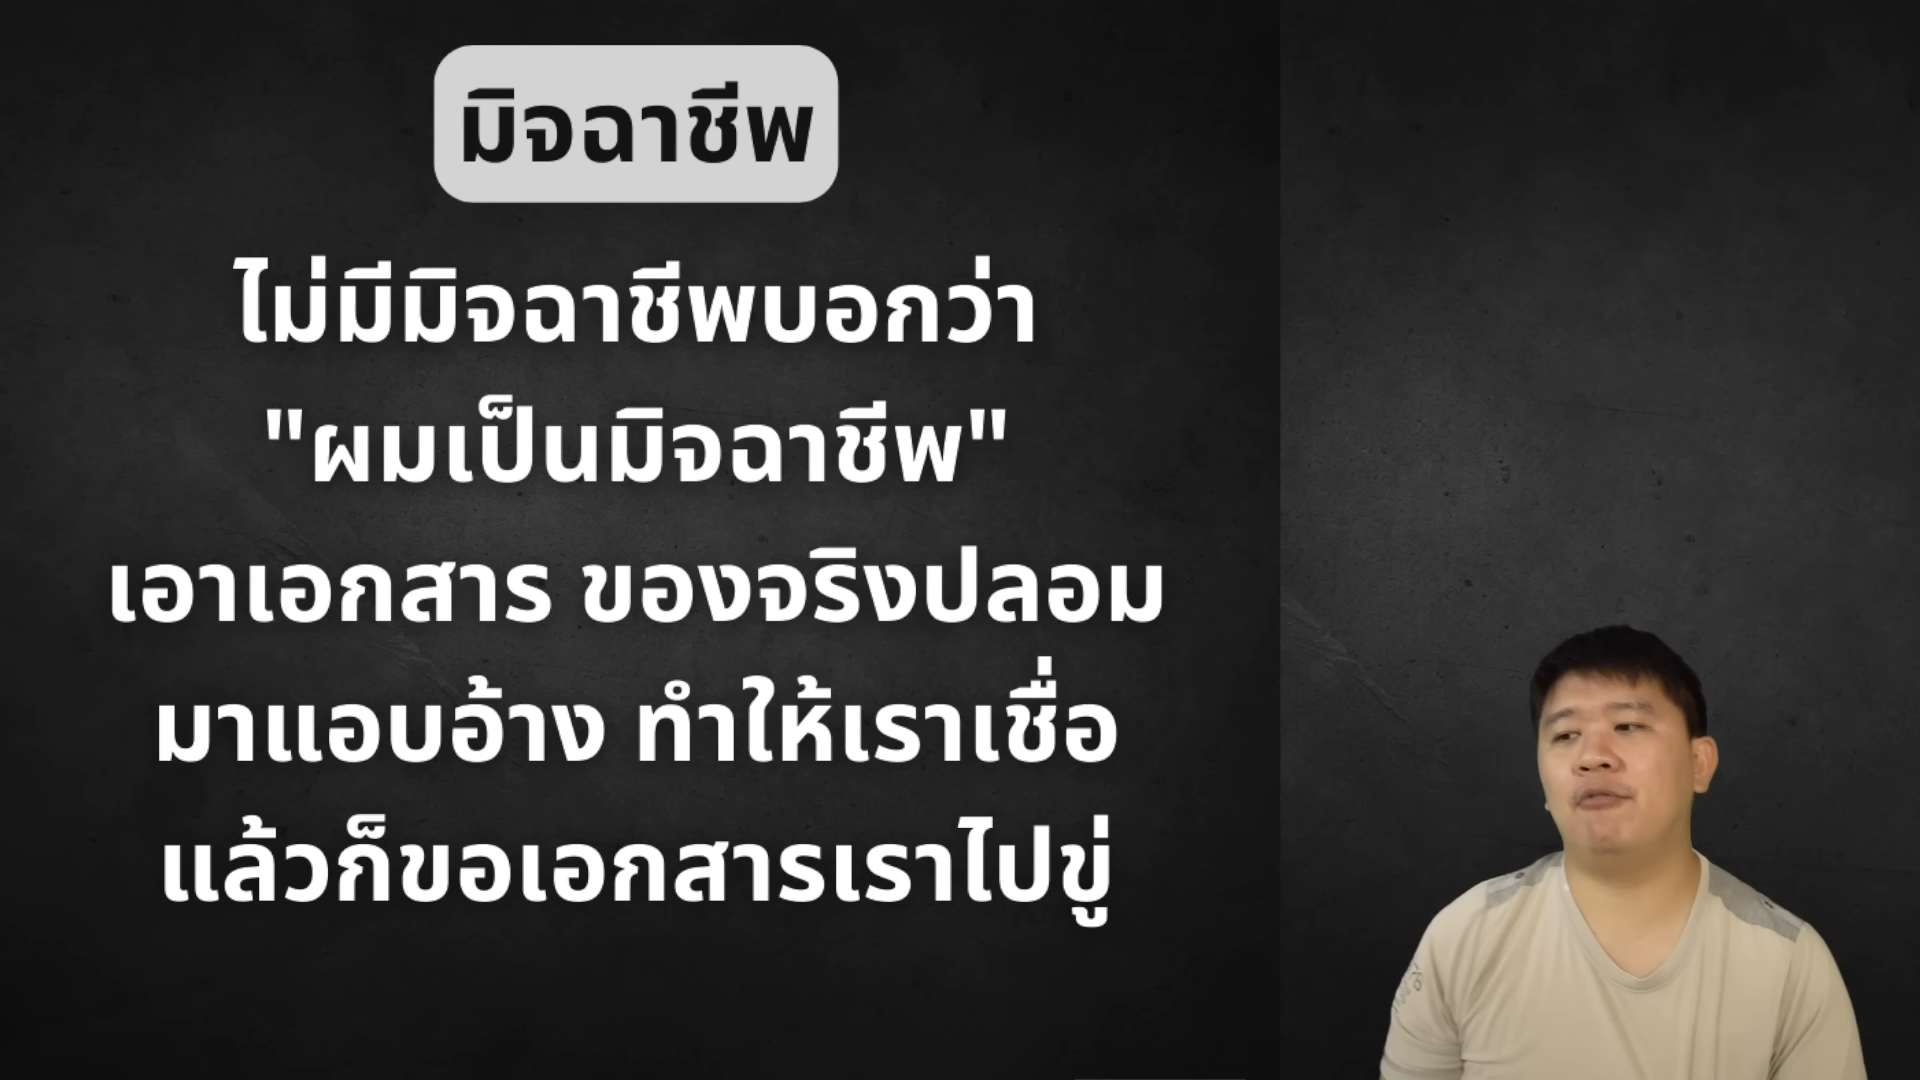 มิจฉาชีพ
ไม่มีมิจฉาชีพบอกว่า
"ผมเป็นมิจฉาชีพ"
เอาเอกสาร ของจริงปลอม
มาแอบอ้าง ทำให้เราเชื่อ
แล้วก็ขอเอกสารเราไปขู่